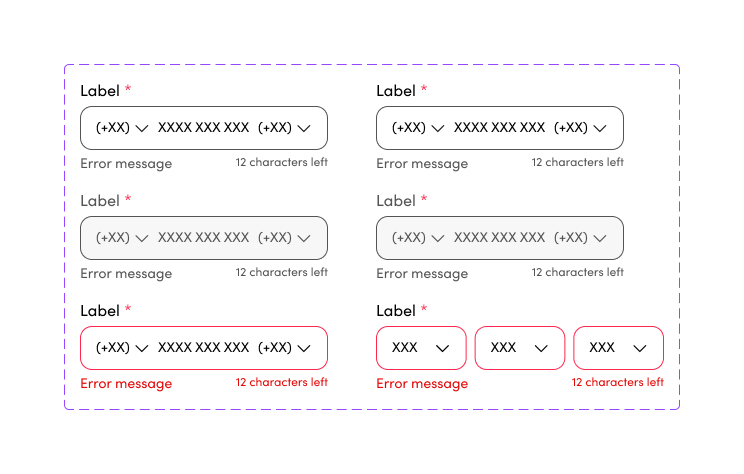 Label *
(+XX) XXXX XXX XXX (+XX)
Error message 12 characters left
Label *
(+XX) XXXX XXX XXX (+XX)
Error message 12 characters left
Label *
(+XX) XXXX XXX XXX (+XX)
Error message 12 characters left
Label *
(+XX) XXXX XXX XXX (+XX)
Error message 12 characters left
Label *
(+XX) XXXX XXX XXX (+XX)
Error message 12 characters left
Label *
XXX XXX XXX
Error message 12 characters left